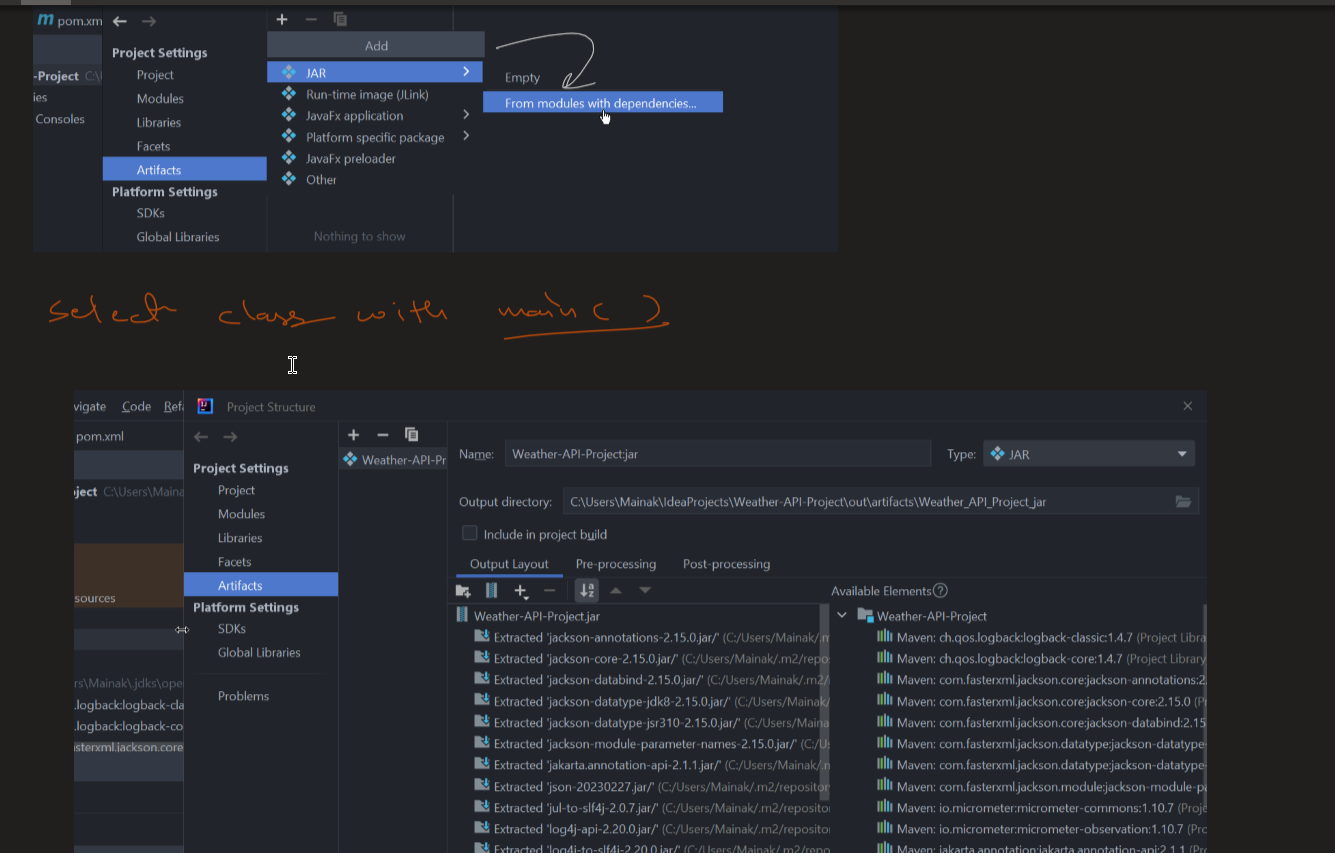 pom.xm
Add
Project Settings
-Project C:\
Project
JAR
Empty
ies
Modules
Run-time image (JLink)
From modules with dependencies...
Consoles
Libraries
JavaFx application
Facets
Platform specific package
Artifacts
JavaFx preloader
Platform Settings
Other
SDKs
Global Libraries
Nothing to show
select class with main( )
vigate Code Refa
Project Structure
pom.xml
Weather-API-Pr
Name: Weather-API-Project:jar
Type: JAR
Project Settings
oject C:\Users\Maina
Project
Output directory: C:\Users\Mainak\IdeaProjects\Weather-API-Project\out\artifacts\Weather_API_Project_jar
Modules
Libraries
Include in project build
Facets
Output Layout Pre-processing Post-processing
Artifacts
sources
Available Elements
Platform Settings
Weather-API-Project.jar
Weather-API-Project
SDKs
Extracted 'jackson-annotations-2.15.0.jar/' (C:/Users/Mainak/.m
Maven: ch.qos.logback:logback-classic:1.4.7 (Project Libra
Global Libraries
Extracted 'jackson-core-2.15.0.jar/' (C:/Users/Mainak/.m2/repo
Maven: ch.qos.logback:logback-core:1.4.7 (Project Library
rs\Mainak\.jdks\ope
Extracted 'jackson-databind-2.15.0.jar/' (C:/Users/Mainak/.m2/
Maven: com.fasterxml.jackson.core:jackson-annotations:2.
Problems
.logback:logback-cla
Extracted 'jackson-datatype-jdk8-2.15.0.jar/' (C:/Users/Mainak/
Maven: com.fasterxml.jackson.core:jackson-core:2.15.0 (P
.logback:logback-co
Extracted 'jackson-datatype-jsr310-2.15.0.jar/' (C:/Users/Maina
Maven: com.fasterxml.jackson.core:jackson-databind:2.15
asterxml.jackson.core
Extracted 'jackson-module-parameter-names-2.15.0.jar/' (C:/U
Maven: com.fasterxml.jackson.datatype:jackson-datatype-
Extracted 'jakarta.annotation-api-2.1.1.jar/' (C:/Users/Mainak/.
Maven: com.fasterxml.jackson.datatype:jackson-datatype-
Extracted 'json-20230227.jar/' (C:/Users/Mainak/.m2/repositor
Maven: com.fasterxml.jackson.module:jackson-module-pa
Extracted 'jul-to-slf4j-2.0.7.jar/' (C:/Users/Mainak/.m2/reposito
Maven: io.micrometer:micrometer-commons:1.10.7 (Proje
Extracted 'log4j-api-2.20.0.jar/' (C:/Users/Mainak/.m2/reposito
Maven: io.micrometer:micrometer-observation:1.10.7 (Pro
Extracted 'log4j-to-slf4j-2.20.0.jar/' (C:/Users/Mainak/.m2/repo
Maven: jakarta.annotation:jakarta.annotation-api:2.1.1 (Pr